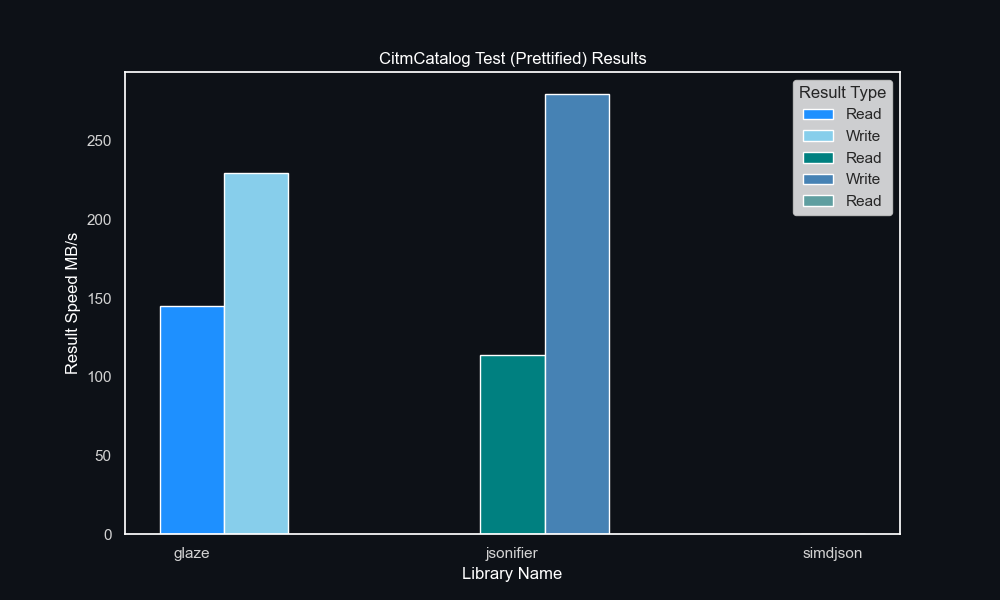 CitmCatalog Test (Prettified) Results
Result Type
Read
Write
Read
Write
Read
Result Speed MB/s
250
200
150
100
50
0
glaze
jsonifier
simdjson
Library Name